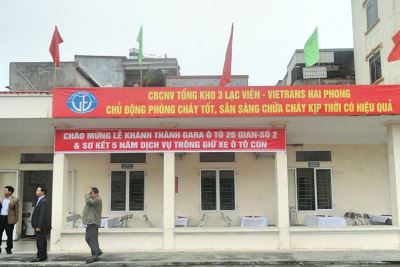 CBCNV TỔNG KHO 3 LẠC VIÊN - VIETRANS HAI PHONG
CHỦ ĐỘNG PHÒNG CHÁY TỐT, SẴN SÀNG CHỮA CHÁY KỊP THỜI CÓ HIỆU QUẢ
CHÀO MỪNG LỄ KHÁNH THÀNH GARA Ô TÔ 20 GIAN-SỐ 2
& SƠ KẾT 5 NĂM DỊCH VỤ TRÔNG GIỮ XE Ô TÔ CON